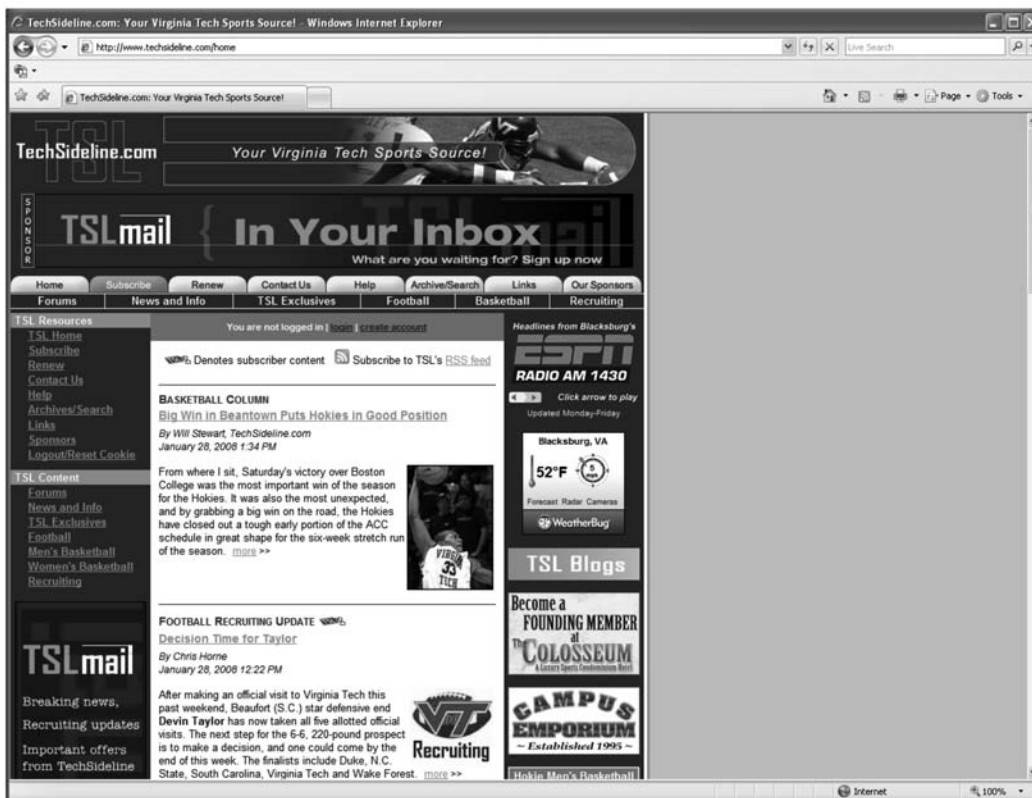 TechSideline.com: Your Virginia Tech Sports Source! - Windows Internet Explorer
http://www.techsideline.com/home
Live Search
TechSideline.com: Your Virginia Tech Sports Source!
Page
Tools
TSL
TechSideline.com
Your Virginia Tech Sports Source!
SPONSOR
TSLmail { In Your Inbox
What are you waiting for? Sign up now
Home Subscribe Renew Contact Us Help Archive/Search Links Our Sponsors
Forums News and Info TSL Exclusives Football Basketball Recruiting
TSL Resources
TSL Home
Subscribe
Renew
Contact Us
Help
Archives/Search
Links
Sponsors
Logout/Reset Cookie
TSL Content
Forums
News and Info
TSL Exclusives
Football
Men's Basketball
Women's Basketball
Recruiting
TSLmail
Breaking news,
Recruiting updates
Important offers
from TechSideline
You are not logged in | login | create account
Denotes subscriber content Subscribe to TSL's RSS feed
BASKETBALL COLUMN
Big Win in Beantown Puts Hokies in Good Position
By Will Stewart, TechSideline.com
January 28, 2008 1:34 PM
From where I sit, Saturday's victory over Boston
College was the most important win of the season
for the Hokies. It was also the most unexpected,
and by grabbing a big win on the road, the Hokies
have closed out a tough early portion of the ACC
schedule in great shape for the six-week stretch run
of the season. more >>
VIRGINIA
33
TECH
FOOTBALL RECRUITING UPDATE
Decision Time for Taylor
By Chris Horne
January 28, 2008 12:22 PM
After making an official visit to Virginia Tech this
past weekend, Beaufort (S.C.) star defensive end
Devin Taylor has now taken all five allotted official
visits. The next step for the 6-6, 220-pound prospect
is to make a decision, and one could come by the
end of this week. The finalists include Duke, N.C.
State, South Carolina, Virginia Tech and Wake Forest. more >>
VT
Recruiting
Headlines from Blacksburg's
ESPN
RADIO AM 1430
Click arrow to play
Updated Monday-Friday
Blacksburg, VA
52°F
5
mph
Forecast Radar Cameras
WeatherBug
TSL Blogs
Become a
FOUNDING MEMBER
at
The COLOSSEUM
A Luxury Sports Condominium Hotel
CAMPUS
EMPORIUM
~ Established 1995 ~
Hokie Men's Basketball
Internet
100%